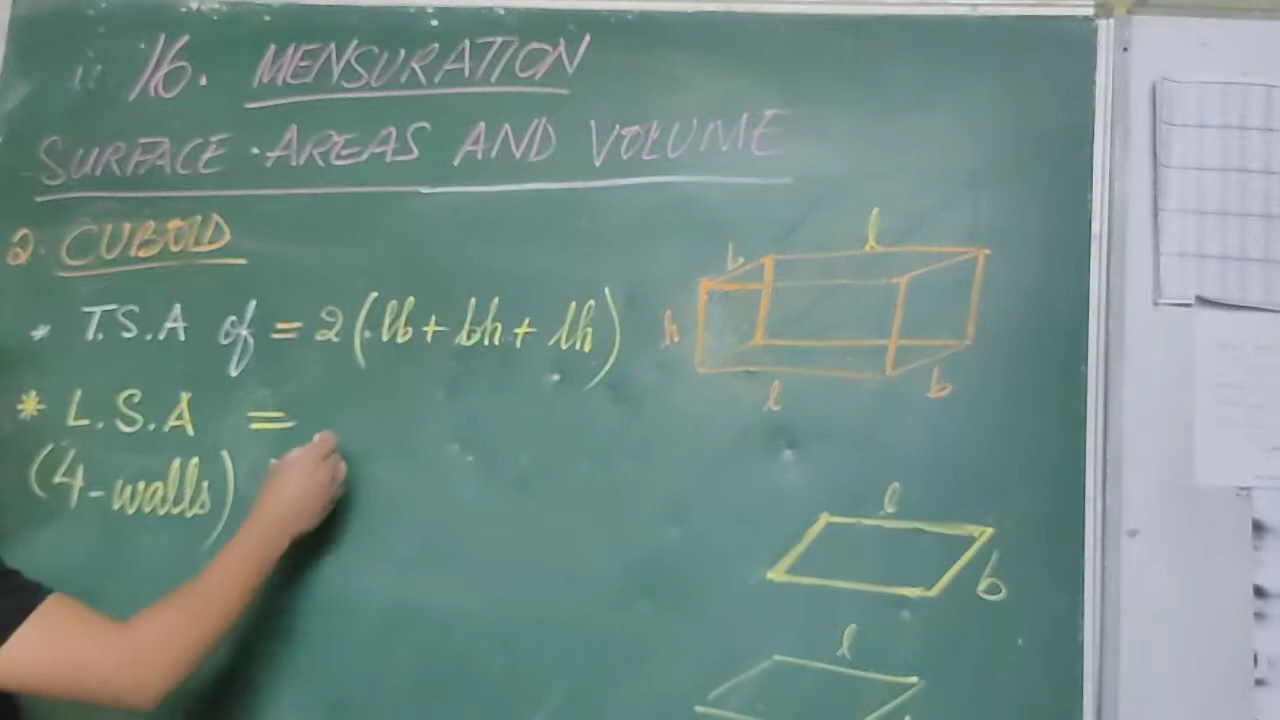 16. MENSURATION
SURFACE AREAS AND VOLUME
2. CUBOID
* T.S.A of = 2(lb + bh + lh)
* L.S.A =
(4-walls)
l
b
h
l
b
l
b
l